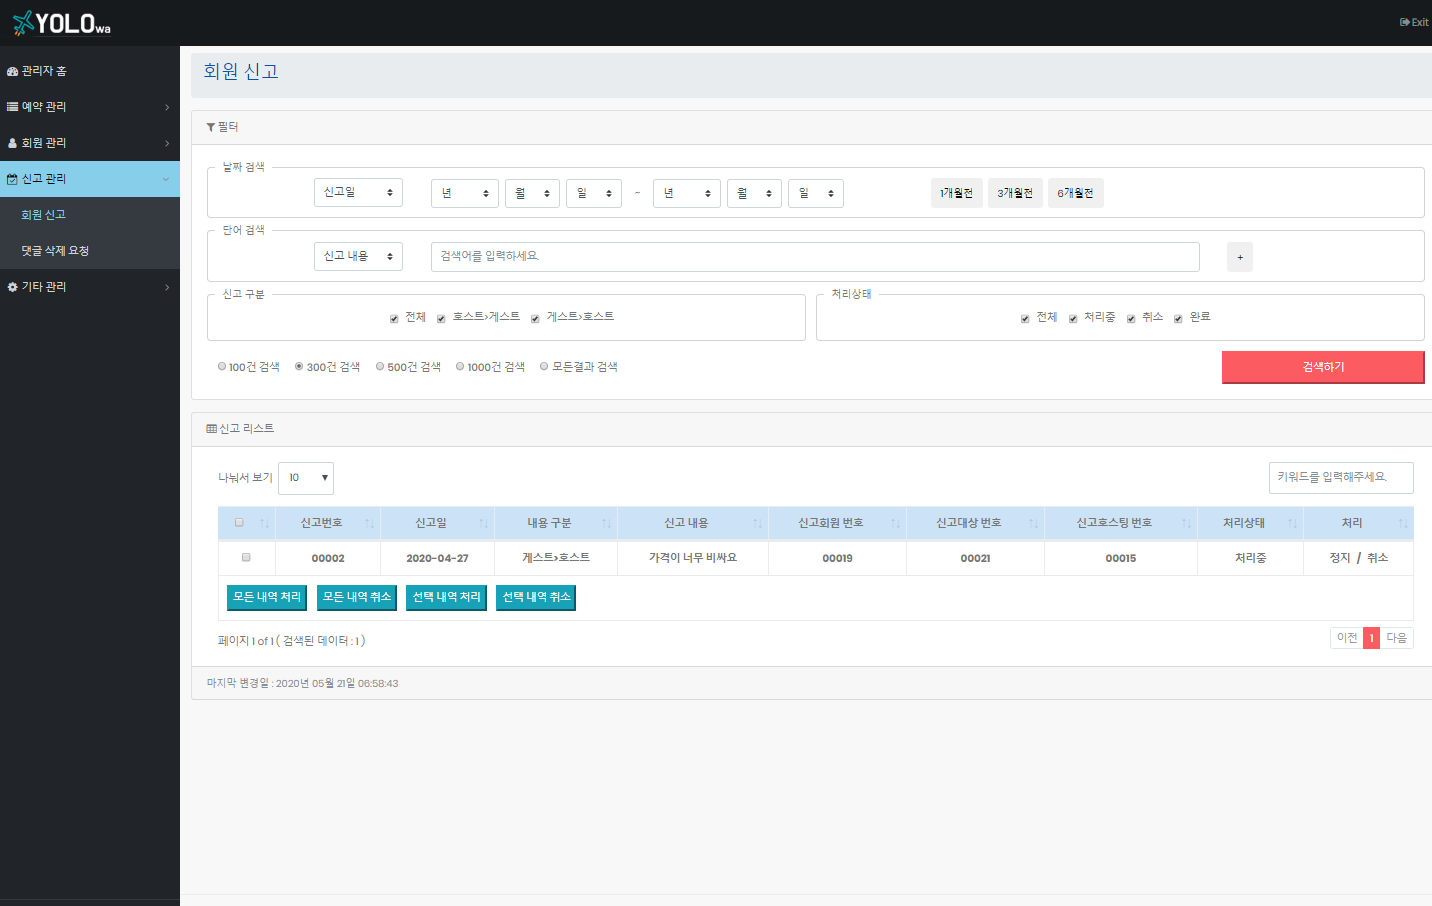 YOLOwa
Exit
관리자 홈
예약 관리
회원 관리
신고 관리
회원 신고
댓글 삭제 요청
기타 관리
회원 신고
필터
날짜 검색
신고일 년 월 일 - 년 월 일 1개월전 3개월전 6개월전
단어 검색
신고 내용 검색어를 입력하세요. +
신고 구분
전체 호스트>게스트 게스트>호스트
처리상태
전체 처리중 취소 완료
100건 검색 300건 검색 500건 검색 1000건 검색 모든결과 검색 검색하기
신고 리스트
나눠서 보기 10 키워드를 입력해주세요.
신고번호 신고일 내용 구분 신고 내용 신고회원 번호 신고대상 번호 신고호스팅 번호 처리상태 처리
00002 2020-04-27 게스트>호스트 가격이 너무 비싸요 00019 00021 00015 처리중 정지 / 취소
모든 내역 처리 모든 내역 취소 선택 내역 처리 선택 내역 취소
페이지 1 of 1 ( 검색된 데이터 : 1 ) 이전 1 다음
마지막 변경일 : 2020년 05월 21일 06:58:43